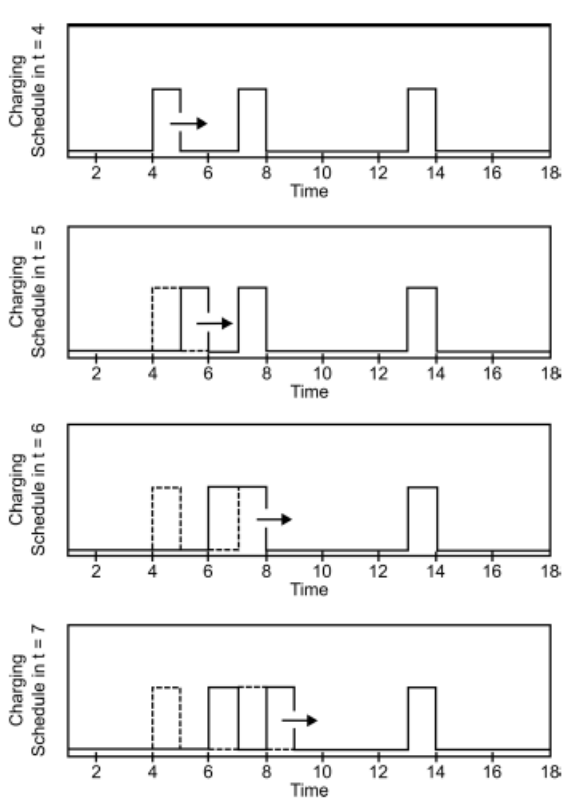 Charging
Schedule in t = 4
2 4 6 8 10 12 14 16 18
Time
Charging
Schedule in t = 5
2 4 6 8 10 12 14 16 18
Time
Charging
Schedule in t = 6
2 4 6 8 10 12 14 16 18
Time
Charging
Schedule in t = 7
2 4 6 8 10 12 14 16 18
Time